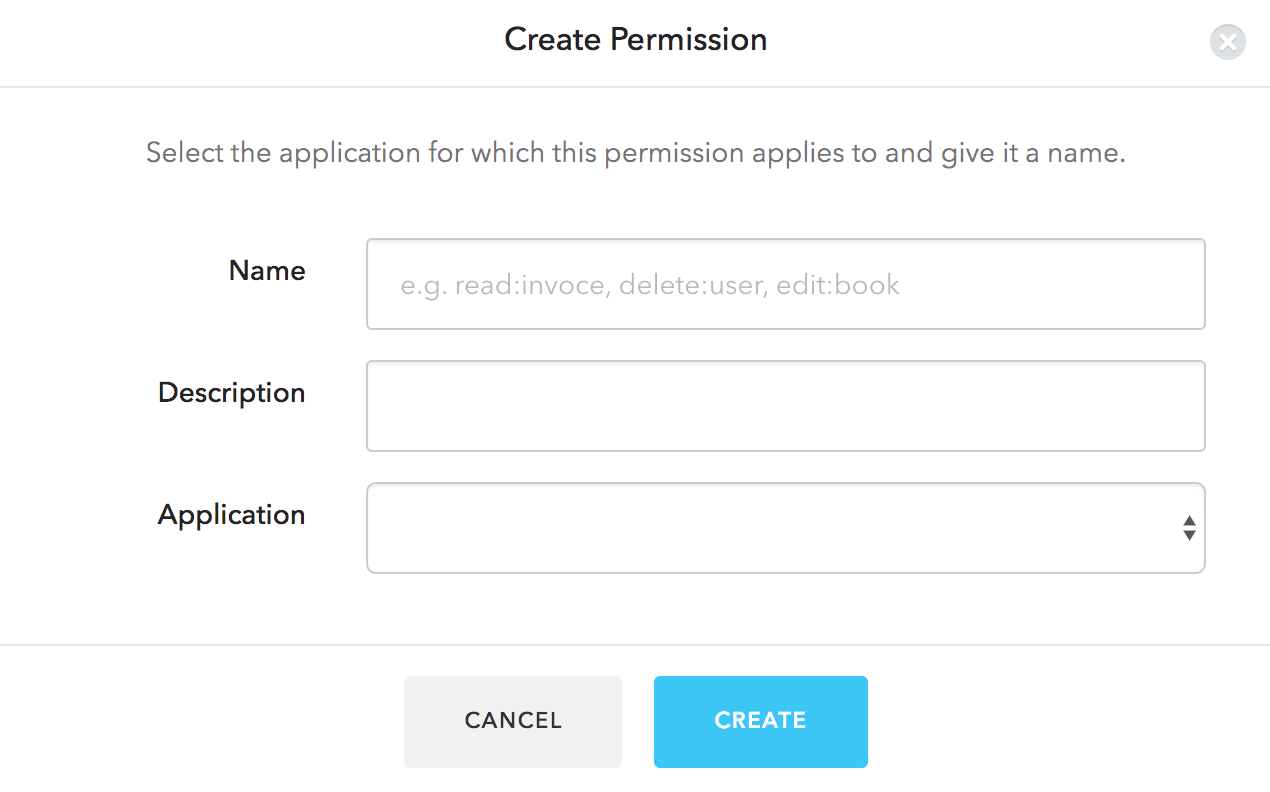 Create Permission
Select the application for which this permission applies to and give it a name.
Name
e.g. read:invoce, delete:user, edit:book
Description
Application
CANCEL
CREATE